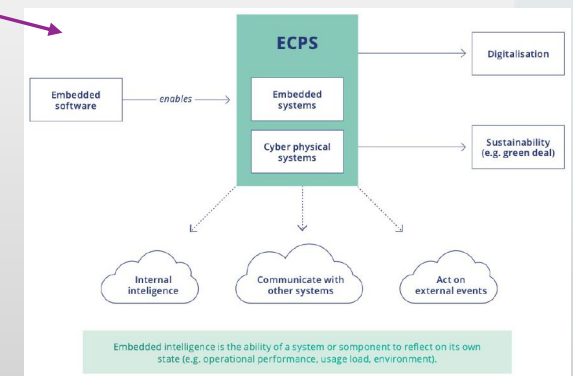 ECPS
Digitalisation
Embedded
software
enables
Embedded
systems
Cyber physical
systems
Sustainability
(e.g. green deal)
Internal
inteligence
Communicate with
other systems
Act on
external events
Embedded intelligence is the ability of a system or somponent to reflect on its own
state (e.g. operational performance, usage load, environment).